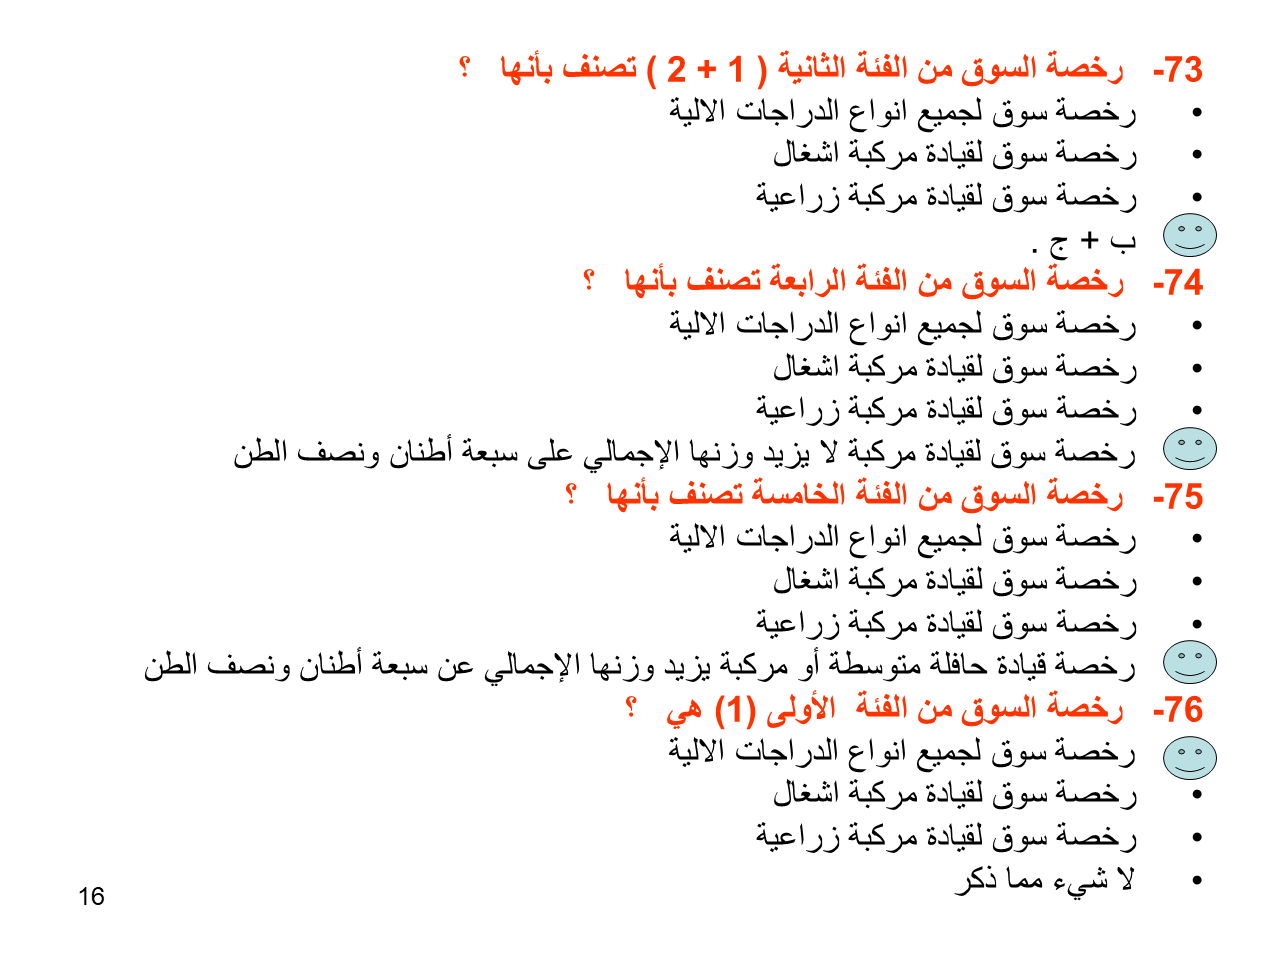 73- رخصة السوق من الفئة الثانية ( 1 + 2 ) تصنف بأنها ؟
• رخصة سوق لجميع انواع الدراجات الالية
• رخصة سوق لقيادة مركبة اشغال
• رخصة سوق لقيادة مركبة زراعية
ب + ج .
74- رخصة السوق من الفئة الرابعة تصنف بأنها ؟
• رخصة سوق لجميع انواع الدراجات الالية
• رخصة سوق لقيادة مركبة اشغال
• رخصة سوق لقيادة مركبة زراعية
رخصة سوق لقيادة مركبة لا يزيد وزنها الإجمالي على سبعة أطنان ونصف الطن
75- رخصة السوق من الفئة الخامسة تصنف بأنها ؟
• رخصة سوق لجميع انواع الدراجات الالية
• رخصة سوق لقيادة مركبة اشغال
• رخصة سوق لقيادة مركبة زراعية
رخصة قيادة حافلة متوسطة أو مركبة يزيد وزنها الإجمالي عن سبعة أطنان ونصف الطن
76- رخصة السوق من الفئة الأولى (1) هي ؟
رخصة سوق لجميع انواع الدراجات الالية
• رخصة سوق لقيادة مركبة اشغال
• رخصة سوق لقيادة مركبة زراعية
• لا شيء مما ذكر
16